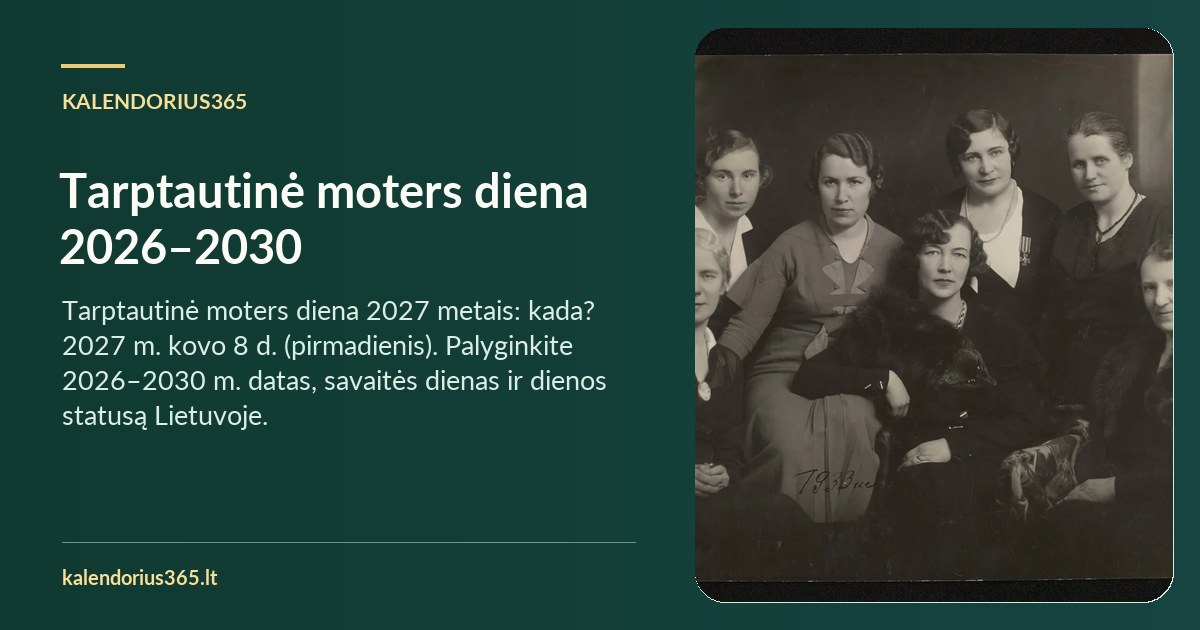 KALENDORIUS365
Tarptautinė moters diena
2026–2030
Tarptautinė moters diena 2027 metais: kada?
2027 m. kovo 8 d. (pirmadienis). Palyginkite
2026–2030 m. datas, savaitės dienas ir dienos
statusą Lietuvoje.
kalendorius365.lt